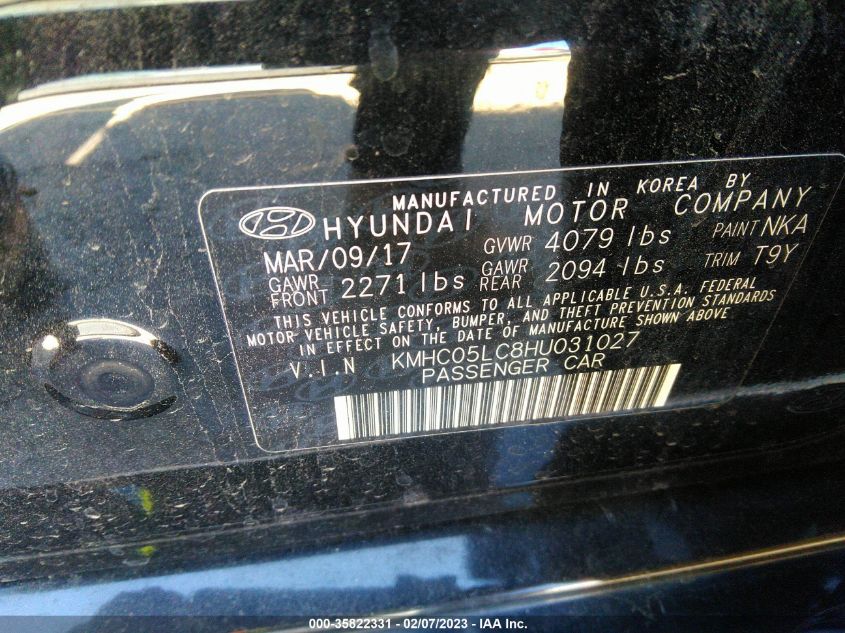 MANUFACTURED IN KOREA BY
HYUNDAI MOTOR COMPANY
MAR/09/17 GVWR 4079 lbs PAINT NKA
GAWR FRONT 2271 lbs GAWR REAR 2094 lbs TRIM T9Y
THIS VEHICLE CONFORMS TO ALL APPLICABLE U.S.A. FEDERAL
MOTOR VEHICLE SAFETY, BUMPER, AND THEFT PREVENTION STANDARDS
IN EFFECT ON THE DATE OF MANUFACTURE SHOWN ABOVE
V.I.N KMHC05LC8HU031027
PASSENGER CAR
000-35822331 - 02/07/2023 - IAA Inc.